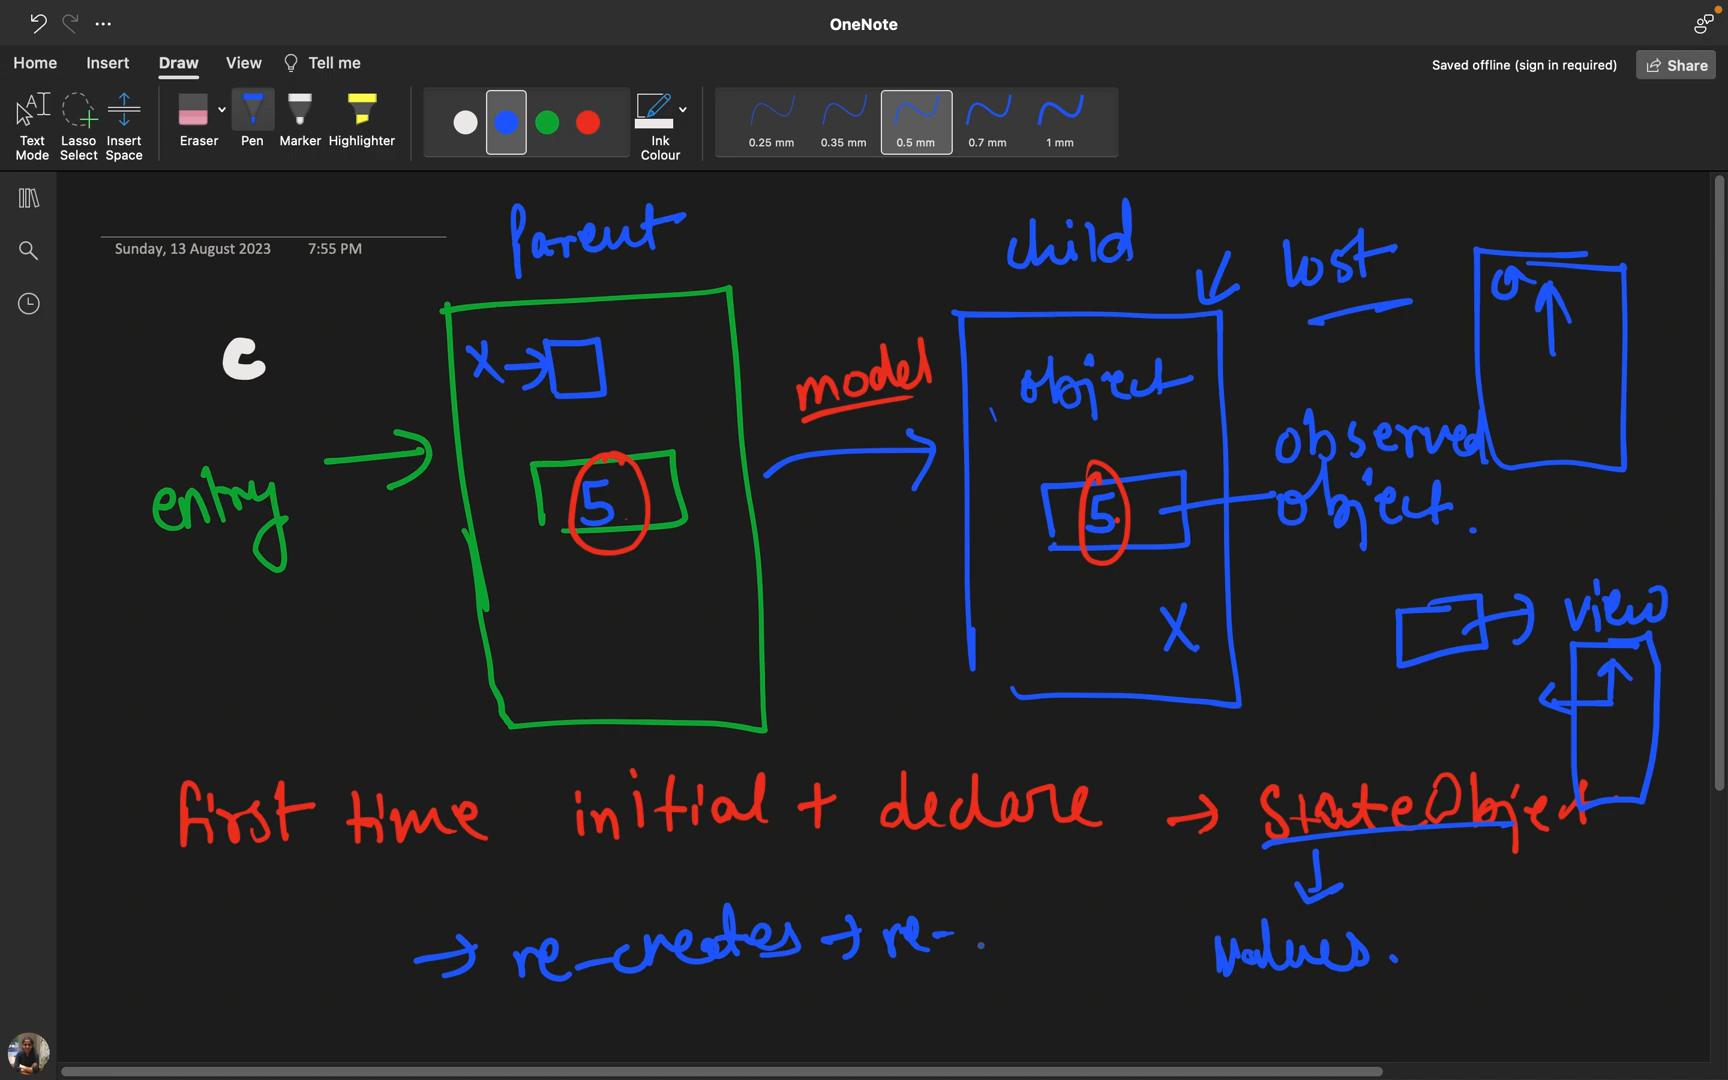 OneNote
Home Insert Draw View Tell me
Saved offline (sign in required) Share
Text Mode
Lasso Select
Insert Space
Eraser
Pen
Marker
Highlighter
Ink Colour
0.25 mm
0.35 mm
0.5 mm
0.7 mm
1 mm
Sunday, 13 August 2023 7:55 PM
Parent
child
lost
C
X
model
object
observed
object.
entry
5
5.
X
view
first time initial + declare → StateObject
→ re-creates → re-
values.